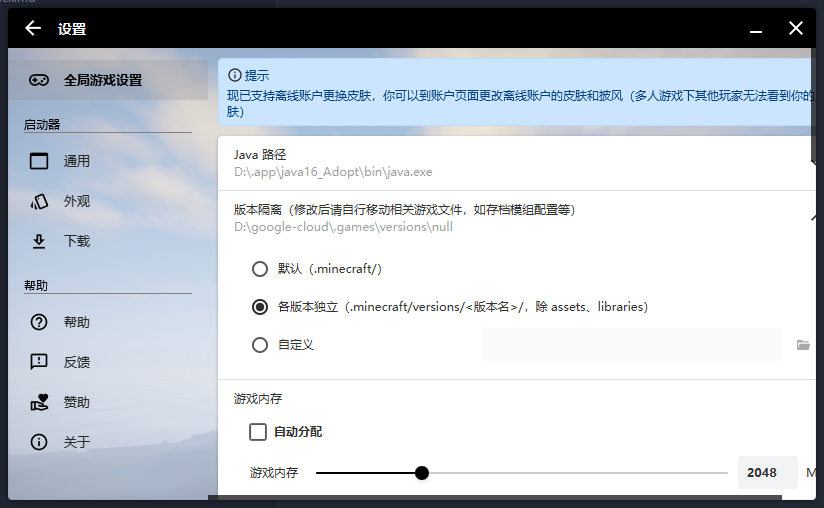 设置
全局游戏设置
启动器
通用
外观
下载
帮助
帮助
反馈
赞助
关于
提示
现已支持离线账户更换皮肤，你可以到账户页面更改离线账户的皮肤和披风（多人游戏下其他玩家无法看到你的
肤）
Java 路径
D:\.app\java16_Adopt\bin\java.exe
版本隔离（修改后请自行移动相关游戏文件，如存档模组配置等）
D:\google-cloud\.games\versions\null
默认（.minecraft/）
各版本独立（.minecraft/versions/<版本名>/，除 assets、libraries）
自定义
游戏内存
自动分配
游戏内存 2048 M